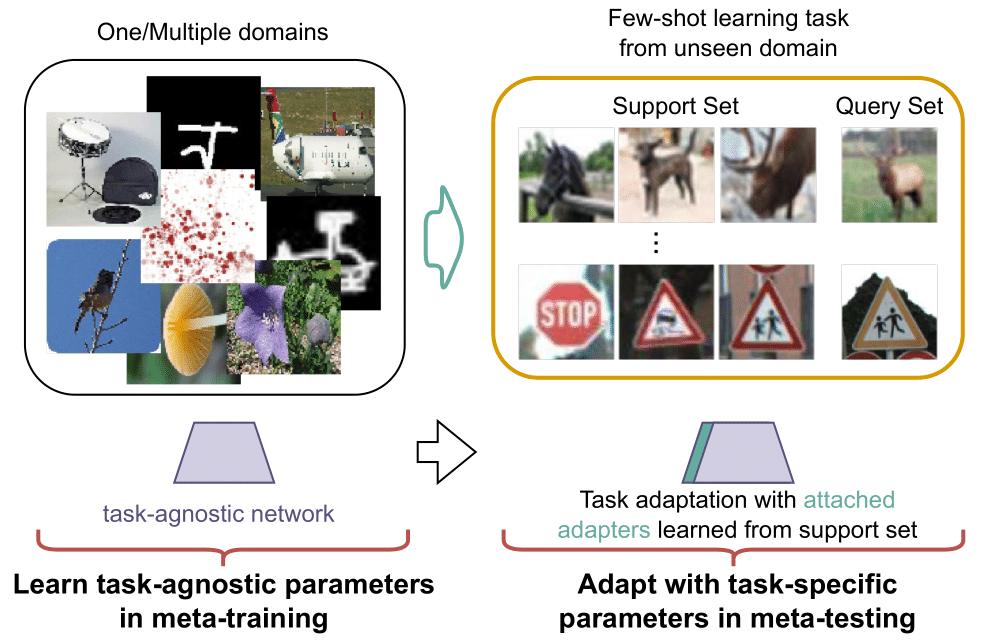 One/Multiple domains
Few-shot learning task
from unseen domain
Support Set
Query Set
STOP
task-agnostic network
Task adaptation with attached
adapters learned from support set
Learn task-agnostic parameters
in meta-training
Adapt with task-specific
parameters in meta-testing